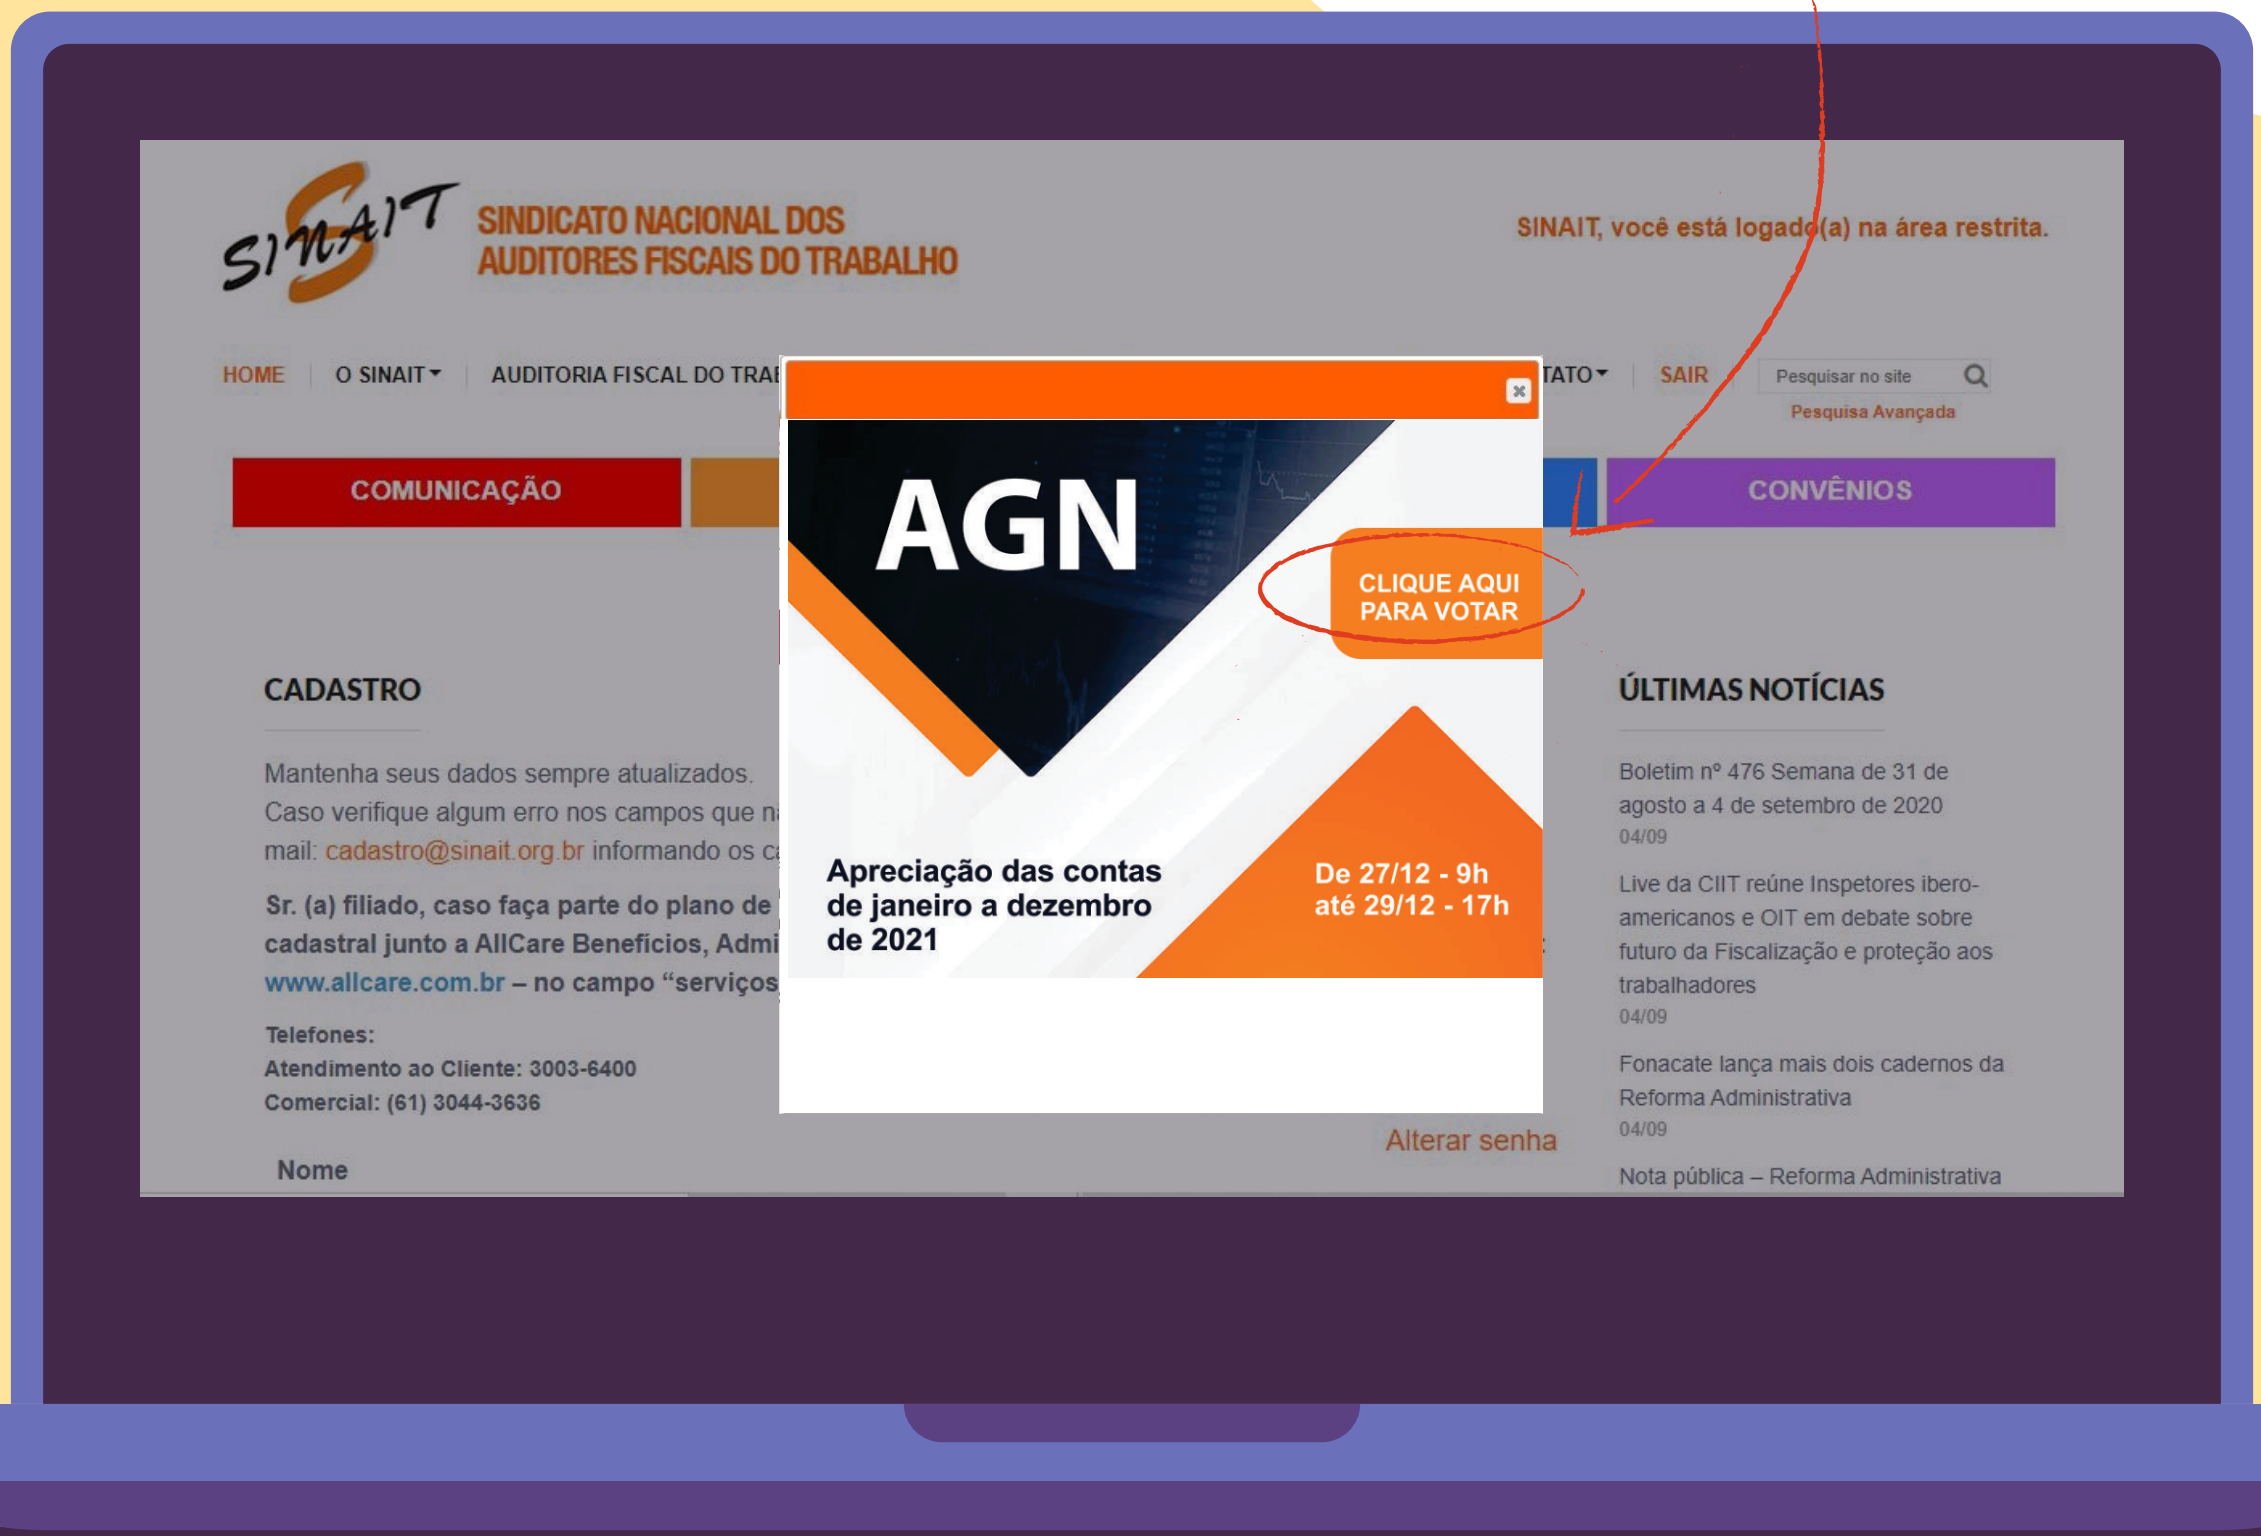 SINAIT
SINDICATO NACIONAL DOS
AUDITORES FISCAIS DO TRABALHO
SINAIT, você está logado(a) na área restrita.
HOME
O SINAIT
AUDITORIA FISCAL DO
SAIR
Pesquisar no site
Pesquisa Avançada
COMUNICAÇÃO
CONVÊNIOS
AGN
CLIQUE AQUI
PARA VOTAR
Apreciação das contas
de janeiro a dezembro
de 2021
De 27/12 - 9h
até 29/12 - 17h
CADASTRO
Mantenha seus dados sempre atualizados.
Caso verifique algum erro nos campos que
mail: cadastro@sinait.org.br informando os
Sr. (a) filiado, caso faça parte do plano de
cadastral junto a AllCare Benefícios,
www.allcare.com.br – no campo “serviços
Telefones:
Atendimento ao Cliente: 3003-6400
Comercial: (61) 3044-3636
Nome
Alterar senha
ÚLTIMAS NOTÍCIAS
Boletim nº 476 Semana de 31 de
agosto a 4 de setembro de 2020
04/09
Live da CIIT reúne Inspetores ibero-
americanos e OIT em debate sobre
futuro da Fiscalização e proteção aos
trabalhadores
04/09
Fonacate lança mais dois cadernos da
Reforma Administrativa
04/09
Nota pública – Reforma Administrativa